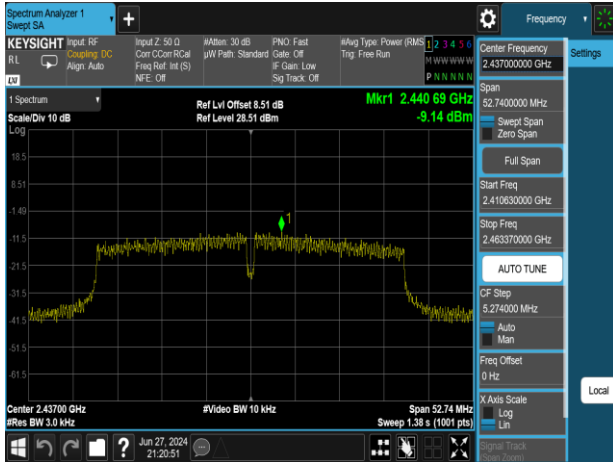 Spectrum Analyzer 1
Swept SA
Frequency
KEYSIGHT
RL
Input: RF
Coupling: DC
Align: Auto
Input Z: 50 Ω
Corr CCorr RCal
Freq Ref: Int (S)
NFE: Off
#Atten: 30 dB
µW Path: Standard
PNO: Fast
Gate: Off
IF Gain: Low
Sig Track: Off
#Avg Type: Power (RMS
Trig: Free Run
1 2 3 4 5 6
M W W W W W
P N N N N N
1 Spectrum
Scale/Div 10 dB
Ref Lvl Offset 8.51 dB
Ref Level 28.51 dBm
Mkr1 2.440 69 GHz
-9.14 dBm
Log
18.5
8.51
-1.49
-11.5
-21.5
-31.5
-41.5
-51.5
-61.5
1
Center 2.43700 GHz
#Res BW 3.0 kHz
#Video BW 10 kHz
Span 52.74 MHz
Sweep 1.38 s (1001 pts)
Center Frequency
2.437000000 GHz
Span
52.7400000 MHz
Swept Span
Zero Span
Full Span
Start Freq
2.410630000 GHz
Stop Freq
2.463370000 GHz
AUTO TUNE
CF Step
5.274000 MHz
Auto
Man
Freq Offset
0 Hz
X Axis Scale
Log
Lin
Signal Track
(Span Zoom)
Settings
Local
?
Jun 27, 2024
21:20:51